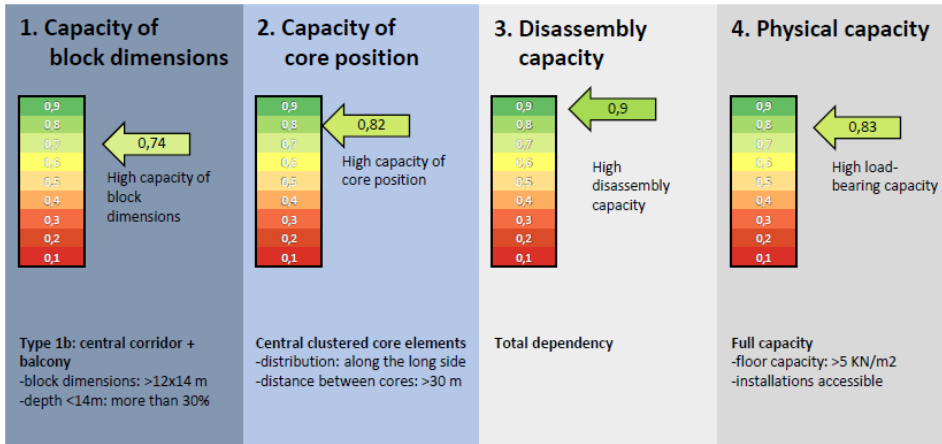 1. Capacity of
block dimensions
0,9
0,8
0,7
0,6
0,5
0,4
0,3
0,2
0,1
0,74
High capacity of
block
dimensions
Type 1b: central corridor +
balcony
-block dimensions: >12x14 m
-depth <14m: more than 30%
2. Capacity of
core position
0,9
0,8
0,7
0,6
0,5
0,4
0,3
0,2
0,1
0,82
High capacity of
core position
Central clustered core elements
-distribution: along the long side
-distance between cores: >30 m
3. Disassembly
capacity
0,9
0,8
0,7
0,6
0,5
0,4
0,3
0,2
0,1
0,9
High
disassembly
capacity
Total dependency
4. Physical capacity
0,9
0,8
0,7
0,6
0,5
0,4
0,3
0,2
0,1
0,83
High load-
bearing capacity
Full capacity
-floor capacity: >5 KN/m2
-installations accessible